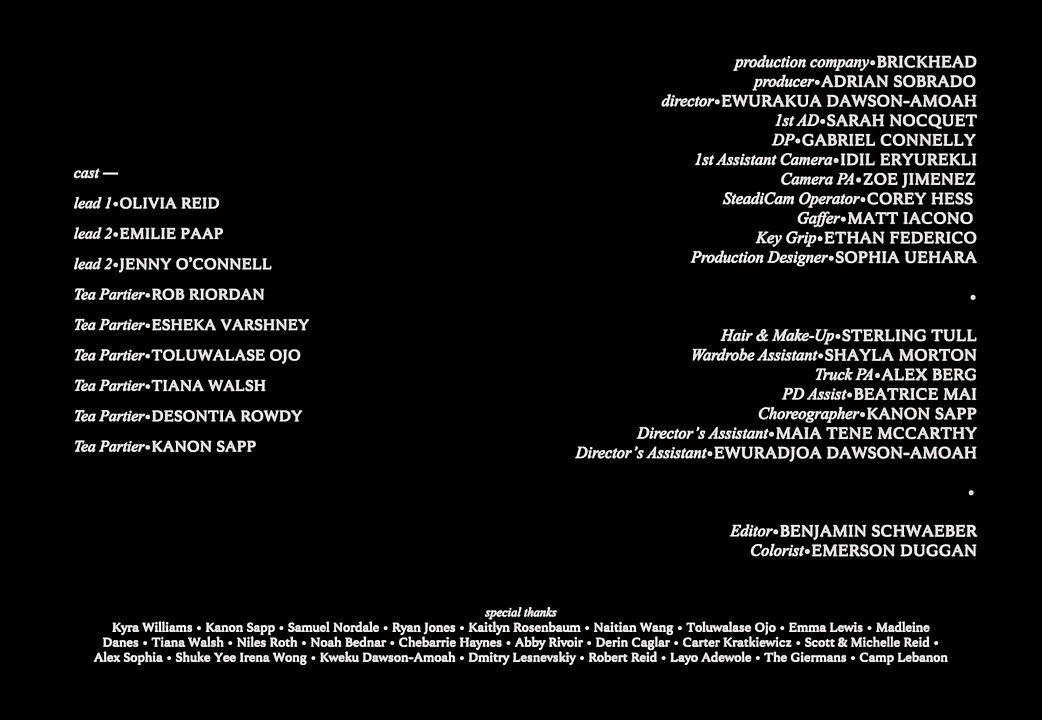 cast —
lead 1•OLIVIA REID
lead 2•EMILIE PAAP
lead 2•JENNY O'CONNELL
Tea Partier•ROB RIORDAN
Tea Partier•ESHEKA VARSHNEY
Tea Partier•TOLUWALASE OJO
Tea Partier•TIANA WALSH
Tea Partier•DESONTIA ROWDY
Tea Partier•KANON SAPP
production company•BRICKHEAD
producer•ADRIAN SOBRADO
director•EWURAKUA DAWSON-AMOAH
1st AD•SARAH NOCQUET
DP•GABRIEL CONNELLY
1st Assistant Camera•IDIL ERYUREKLI
Camera PA•ZOE JIMENEZ
SteadiCam Operator•COREY HESS
Gaffer•MATT IACONO
Key Grip•ETHAN FEDERICO
Production Designer•SOPHIA UEHARA
•
Hair & Make-Up•STERLING TULL
Wardrobe Assistant•SHAYLA MORTON
Truck PA•ALEX BERG
PD Assist•BEATRICE MAI
Choreographer•KANON SAPP
Director's Assistant•MAIA TENE MCCARTHY
Director's Assistant•EWURADJOA DAWSON-AMOAH
•
Editor•BENJAMIN SCHWAEBER
Colorist•EMERSON DUGGAN
special thanks
Kyra Williams • Kanon Sapp • Samuel Nordale • Ryan Jones • Kaitlyn Rosenbaum • Naitian Wang • Toluwalase Ojo • Emma Lewis • Madleine
Danes • Tiana Walsh • Niles Roth • Noah Bednar • Chebarrie Haynes • Abby Rivoir • Derin Caglar • Carter Kratkiewicz • Scott & Michelle Reid •
Alex Sophia • Shuke Yee Irena Wong • Kweku Dawson-Amoah • Dmitry Lesnevskiy • Robert Reid • Layo Adewole • The Giermans • Camp Lebanon